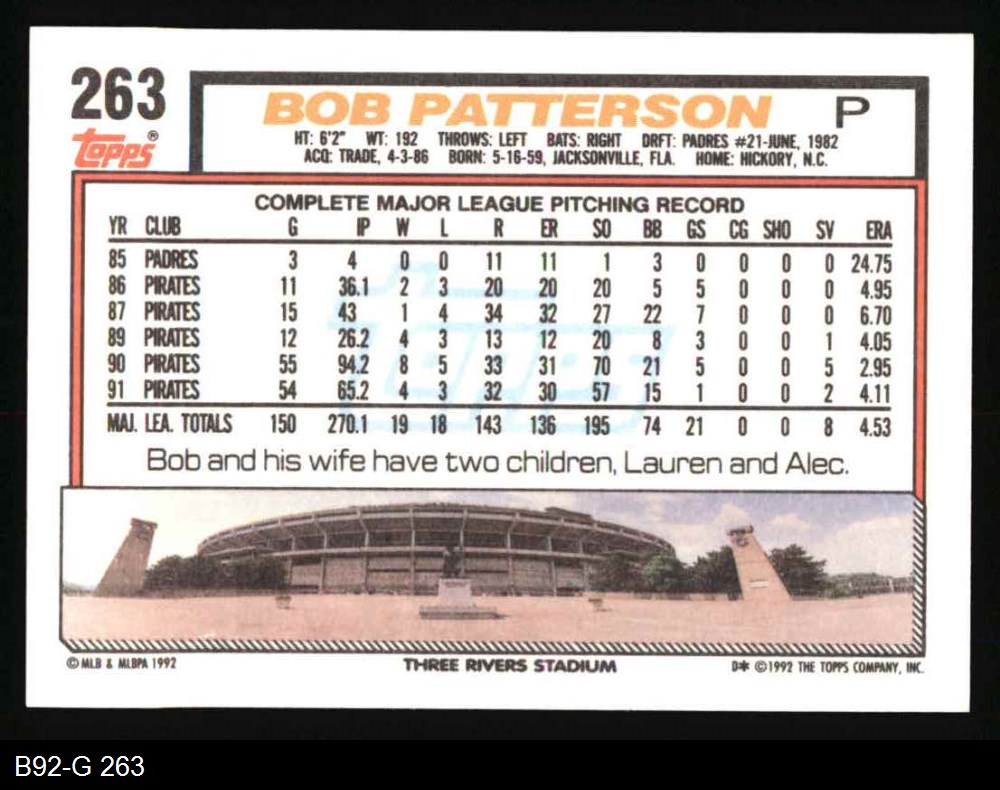 263
Topps®
BOB PATTERSON P
HT: 6'2" WT: 192 THROWS: LEFT BATS: RIGHT DRFT: PADRES #21-JUNE, 1982
ACQ: TRADE, 4-3-86 BORN: 5-16-59, JACKSONVILLE, FLA. HOME: HICKORY, N.C.
COMPLETE MAJOR LEAGUE PITCHING RECORD
YR CLUB G IP W L R ER SO BB GS CG SHO SV ERA
85 PADRES 3 4 0 0 11 11 1 3 0 0 0 0 24.75
86 PIRATES 11 36.1 2 3 20 20 20 5 5 0 0 0 4.95
87 PIRATES 15 43 1 4 34 32 27 22 7 0 0 0 6.70
89 PIRATES 12 26.2 4 3 13 12 20 8 3 0 0 1 4.05
90 PIRATES 55 94.2 8 5 33 31 70 21 5 0 0 5 2.95
91 PIRATES 54 65.2 4 3 32 30 57 15 1 0 0 2 4.11
MAJ. LEA. TOTALS 150 270.1 19 18 143 136 195 74 21 0 0 8 4.53
Topps
Bob and his wife have two children, Lauren and Alec.
© MLB & MLBPA 1992 THREE RIVERS STADIUM D* © 1992 THE TOPPS COMPANY, INC.
B92-G 263